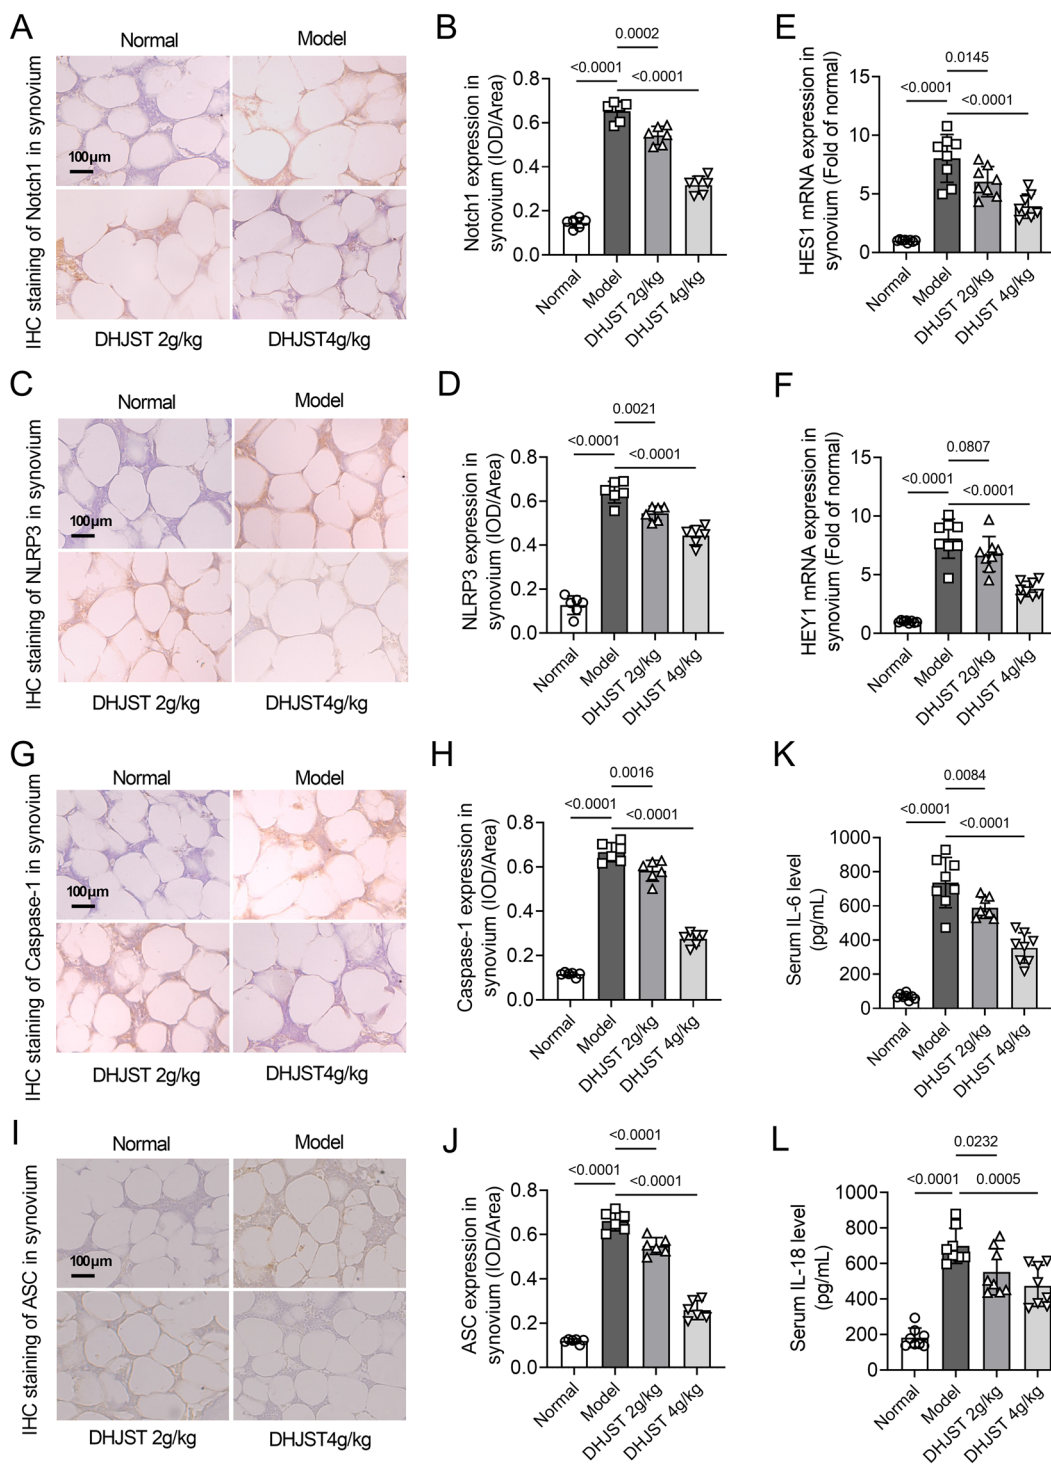 A
Normal
Model
IHC staining of Notch1 in synovium
100μm
DHJST 2g/kg
DHJST4g/kg
B
0.0002
<0.0001
<0.0001
Notch1 expression in
synovium (IOD/Area)
0.8
0.6
0.4
0.2
0.0
Normal
Model
DHJST 2g/kg
DHJST 4g/kg
E
0.0145
<0.0001
<0.0001
HES1 mRNA expression in
synovium (Fold of normal)
15
10
5
0
Normal
Model
DHJST 2g/kg
DHJST 4g/kg
C
Normal
Model
IHC staining of NLRP3 in synovium
100μm
DHJST 2g/kg
DHJST4g/kg
D
0.0021
<0.0001
<0.0001
NLRP3 expression in
synovium (IOD/Area)
0.8
0.6
0.4
0.2
0.0
Normal
Model
DHJST 2g/kg
DHJST 4g/kg
F
0.0807
<0.0001
<0.0001
HEY1 mRNA expression in
synovium (Fold of normal)
15
10
5
0
Normal
Model
DHJST 2g/kg
DHJST 4g/kg
G
Normal
Model
IHC staining of Caspase-1 in synovium
100μm
DHJST 2g/kg
DHJST4g/kg
H
0.0016
<0.0001
<0.0001
Caspase-1 expression in
synovium (IOD/Area)
0.8
0.6
0.4
0.2
0.0
Normal
Model
DHJST 2g/kg
DHJST 4g/kg
K
0.0084
<0.0001
<0.0001
Serum IL-6 level
(pg/mL)
1000
800
600
400
200
0
Normal
Model
DHJST 2g/kg
DHJST 4g/kg
I
Normal
Model
IHC staining of ASC in synovium
100μm
DHJST 2g/kg
DHJST4g/kg
J
<0.0001
<0.0001
<0.0001
ASC expression in
synovium (IOD/Area)
0.8
0.6
0.4
0.2
0.0
Normal
Model
DHJST 2g/kg
DHJST 4g/kg
L
0.0232
<0.0001
0.0005
Serum IL-18 level
(pg/mL)
1000
800
600
400
200
0
Normal
Model
DHJST 2g/kg
DHJST 4g/kg